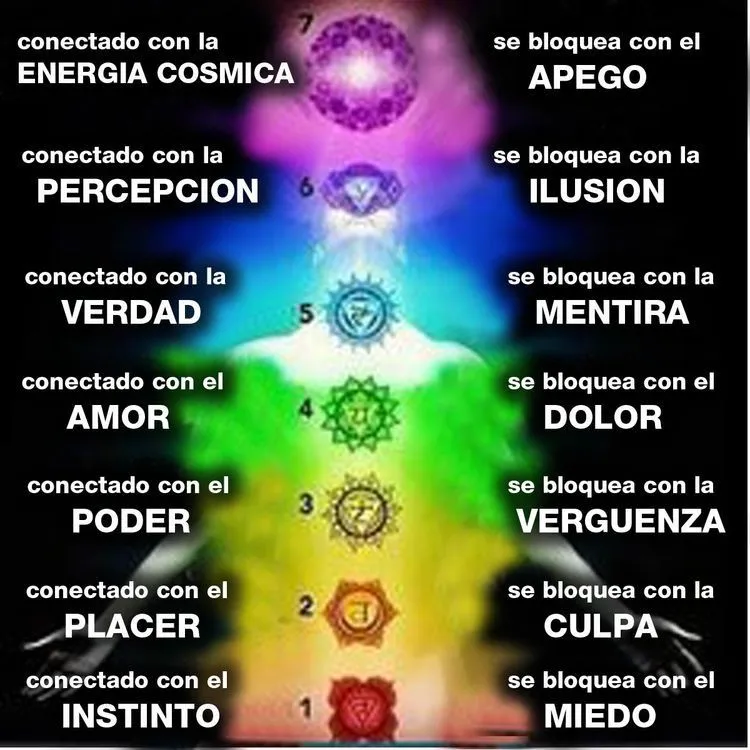 7
conectado con la
ENERGIA COSMICA
se bloquea con el
APEGO
conectado con la
PERCEPCION
6
se bloquea con la
ILUSION
conectado con la
VERDAD
5
se bloquea con la
MENTIRA
conectado con el
AMOR
4
य
se bloquea con el
DOLOR
conectado con el
PODER
3
se bloquea con la
VERGUENZA
conectado con el
PLACER
2
se bloquea con la
CULPA
conectado con el
INSTINTO
1
se bloquea con el
MIEDO